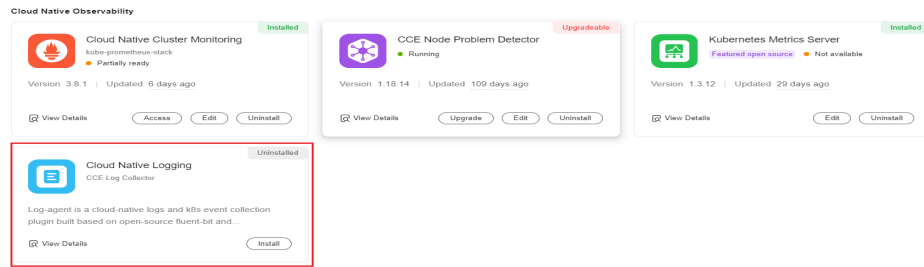 Cloud Native Observability
Installed
Cloud Native Cluster Monitoring
kube-prometheus-stack
Partially ready
Version 3.8.1 | Updated 6 days ago
View Details Access Edit Uninstall
Upgradeable
CCE Node Problem Detector
Running
Version 1.18.14 | Updated 109 days ago
View Details Upgrade Edit Uninstall
Installed
Kubernetes Metrics Server
Featured open source Not available
Version 1.3.12 | Updated 29 days ago
View Details Edit Uninstall
Uninstalled
Cloud Native Logging
CCE Log Collector
Log-agent is a cloud-native logs and k8s event collection
plugin built based on open-source fluent-bit and...
View Details Install